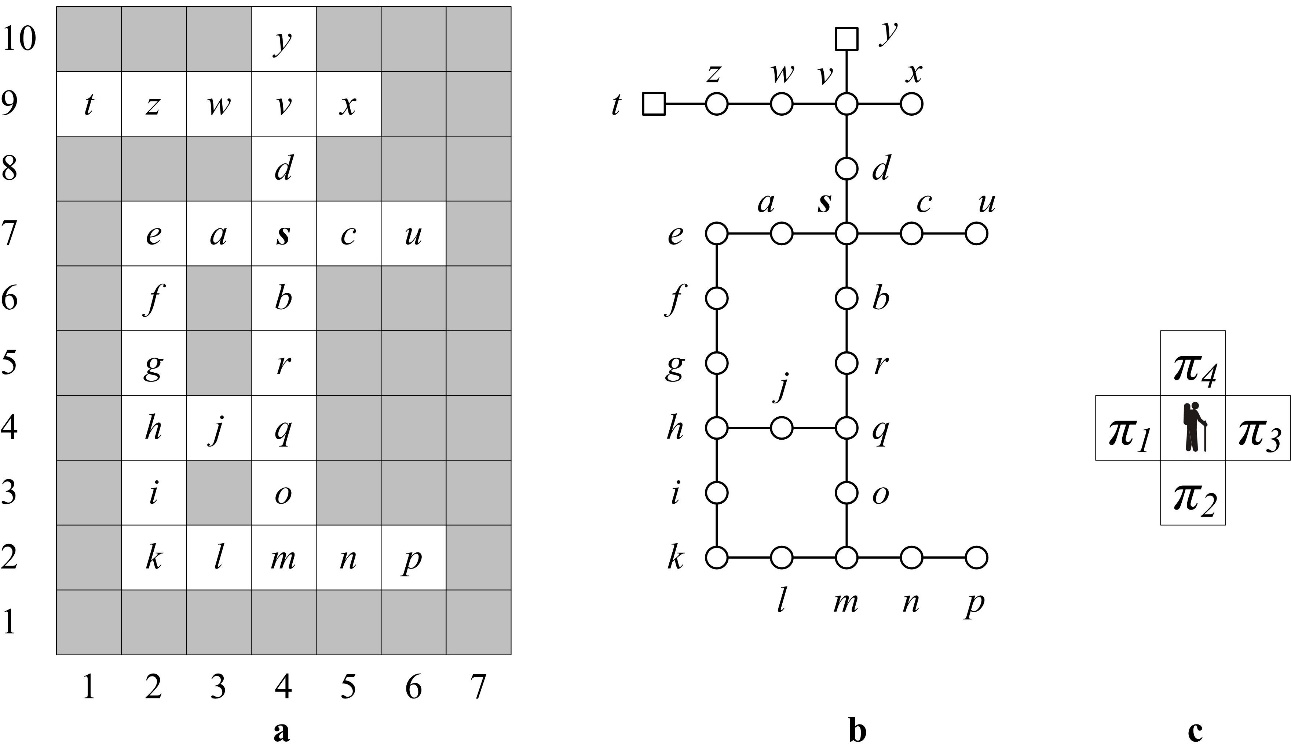 10 y
9 t z w v x
8 d
7 e a s c u
6 f b
5 g r
4 h j q
3 i o
2 k l m n p
1
1 2 3 4 5 6 7
a
y
z w v x
t
d
a s c u
e
f b
g r
j
h q
i o
k
l m n p
b
π4
π1 π3
π2
c